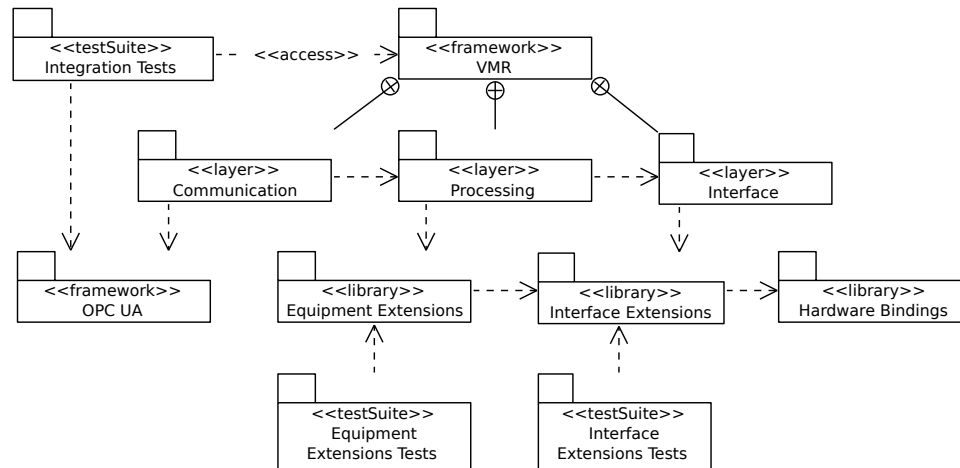 <<testSuite>>
Integration Tests
<<access>>
<<framework>>
VMR
<<layer>>
Communication
<<layer>>
Processing
<<layer>>
Interface
<<framework>>
OPC UA
<<library>>
Equipment Extensions
<<library>>
Interface Extensions
<<library>>
Hardware Bindings
<<testSuite>>
Equipment
Extensions Tests
<<testSuite>>
Interface
Extensions Tests